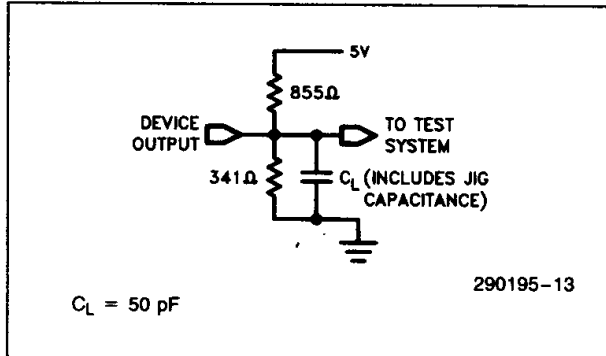 5V
855Ω
DEVICE
OUTPUT
TO TEST
SYSTEM
341Ω
C_L (INCLUDES JIG
CAPACITANCE)
290195-13
C_L = 50 pF